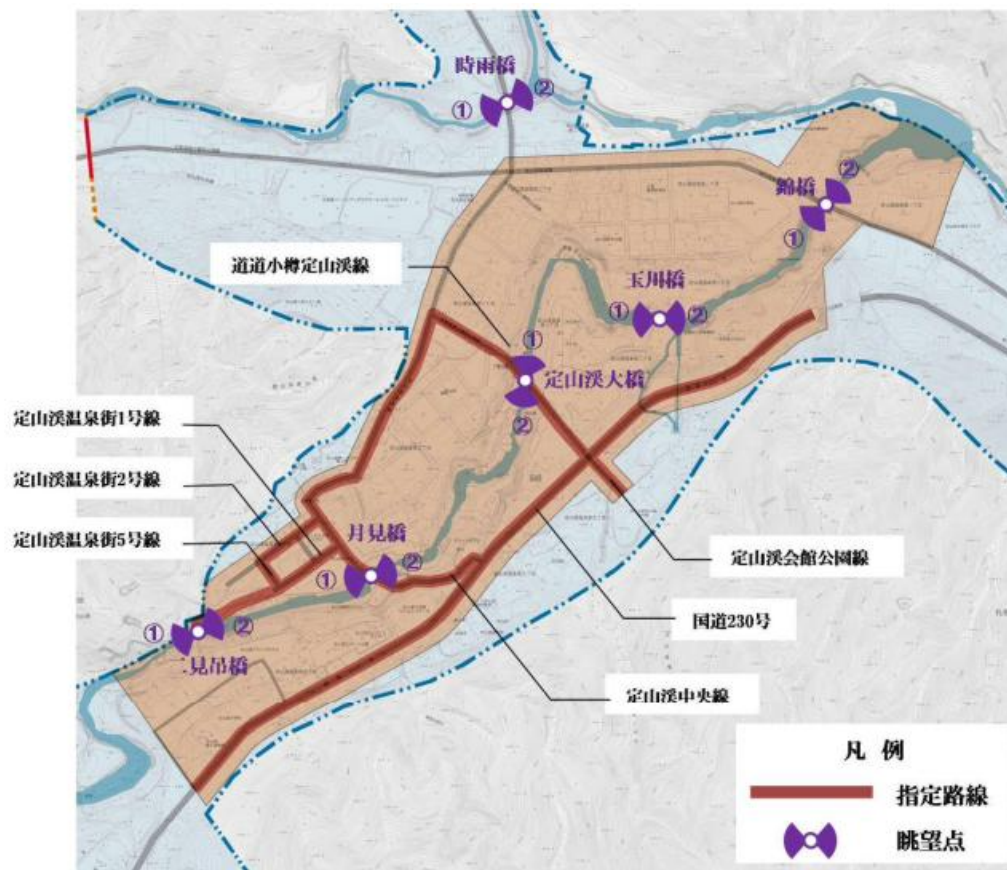 時雨橋
①
②
錦橋
②
①
道道小樽定山渓線
玉川橋
①
②
①
定山渓大橋
②
定山渓温泉街1号線
定山渓温泉街2号線
定山渓温泉街5号線
月見橋
①
②
定山渓会館公園線
国道230号
①
②
二見吊橋
定山渓中央線
凡 例
指定路線
眺望点